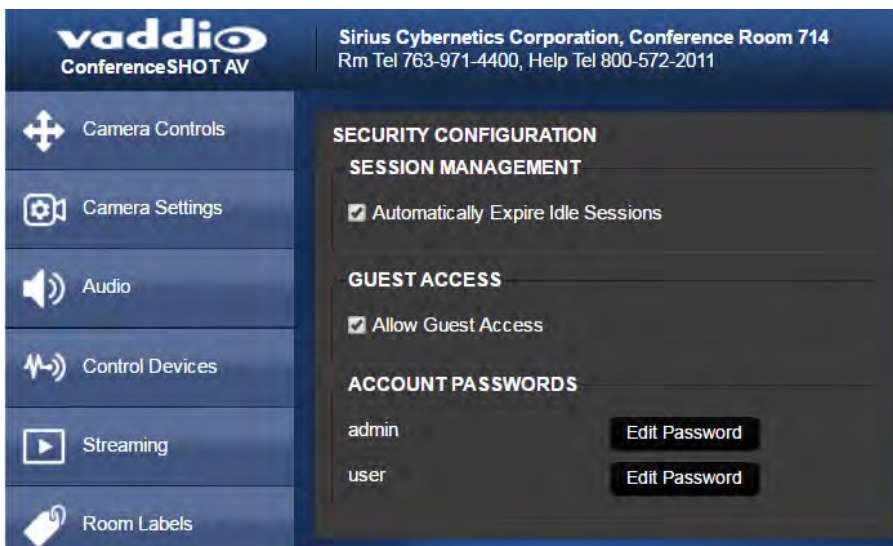 vaddio
ConferenceSHOT AV
Sirius Cybernetics Corporation, Conference Room 714
Rm Tel 763-971-4400, Help Tel 800-572-2011
Camera Controls
Camera Settings
Audio
Control Devices
Streaming
Room Labels
SECURITY CONFIGURATION
SESSION MANAGEMENT
Automatically Expire Idle Sessions
GUEST ACCESS
Allow Guest Access
ACCOUNT PASSWORDS
admin Edit Password
user Edit Password